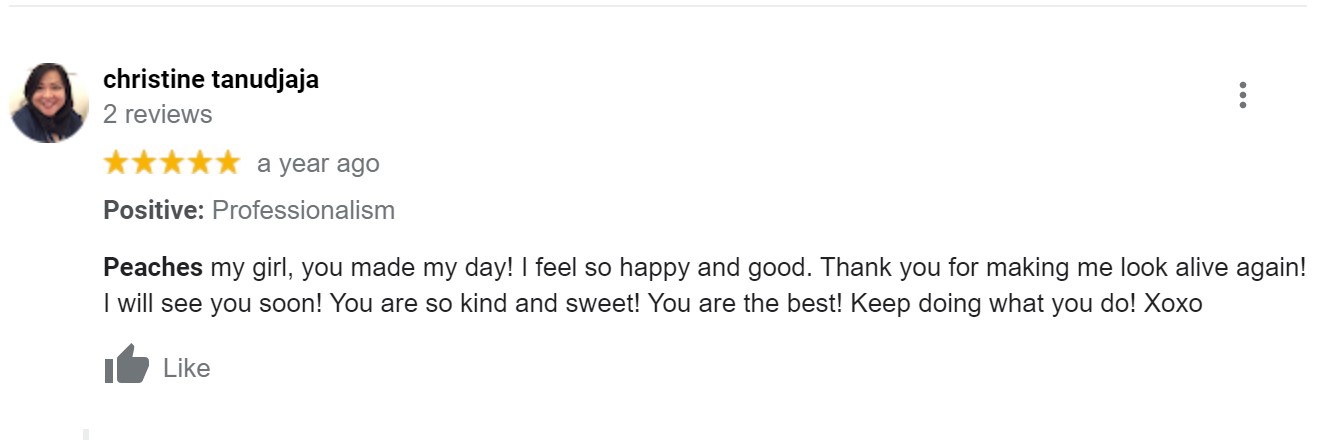 christine tanudjaja
2 reviews
a year ago
Positive: Professionalism
Peaches my girl, you made my day! I feel so happy and good. Thank you for making me look alive again!
I will see you soon! You are so kind and sweet! You are the best! Keep doing what you do! Xoxo
Like